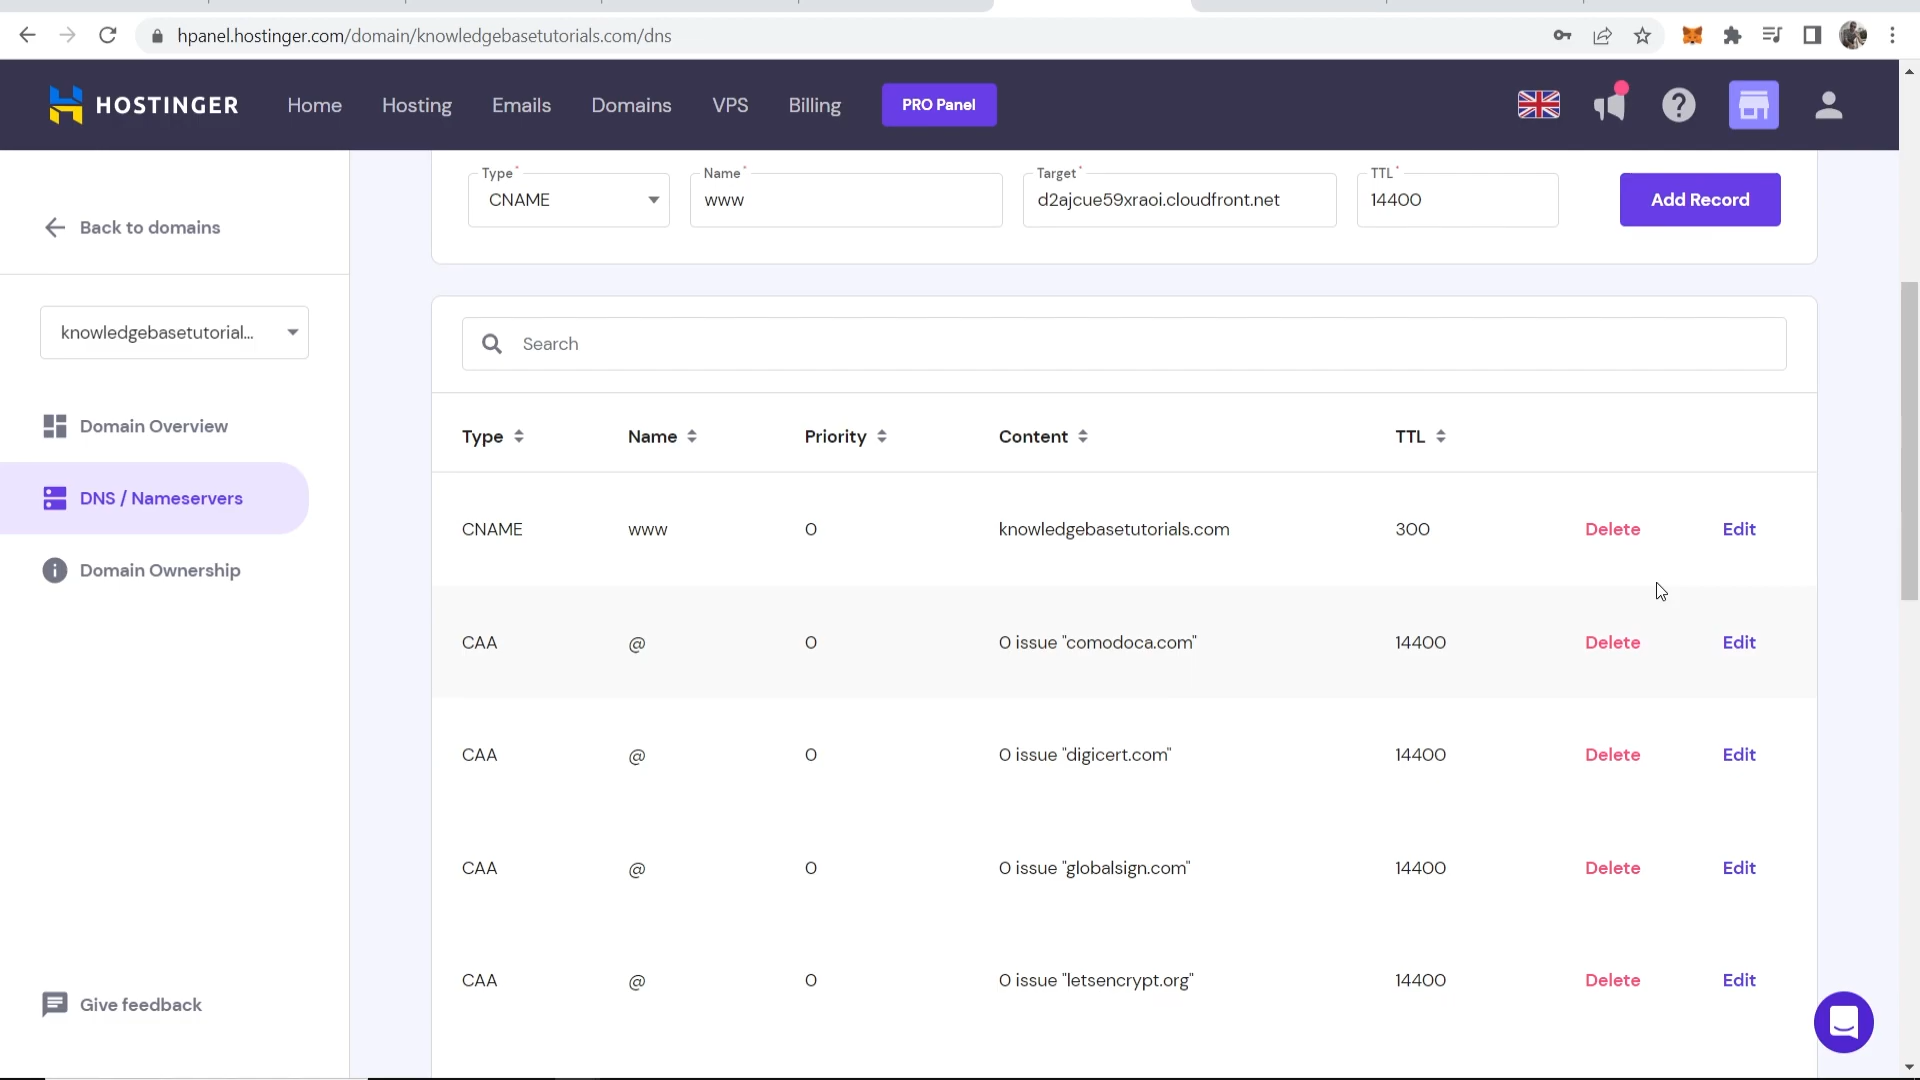 hpanel.hostinger.com/domain/knowledgebasetutorials.com/dns
HOSTINGER
Home
Hosting
Emails
Domains
VPS
Billing
PRO Panel
Back to domains
knowledgebasetutorial...
Domain Overview
DNS / Nameservers
Domain Ownership
Give feedback
Type* Name* Target* TTL*
CNAME www d2ajcue59xraoi.cloudfront.net 14400 Add Record
Search
Type Name Priority Content TTL
CNAME www 0 knowledgebasetutorials.com 300 Delete Edit
CAA @ 0 0 issue "comodoca.com" 14400 Delete Edit
CAA @ 0 0 issue "digicert.com" 14400 Delete Edit
CAA @ 0 0 issue "globalsign.com" 14400 Delete Edit
CAA @ 0 0 issue "letsencrypt.org" 14400 Delete Edit